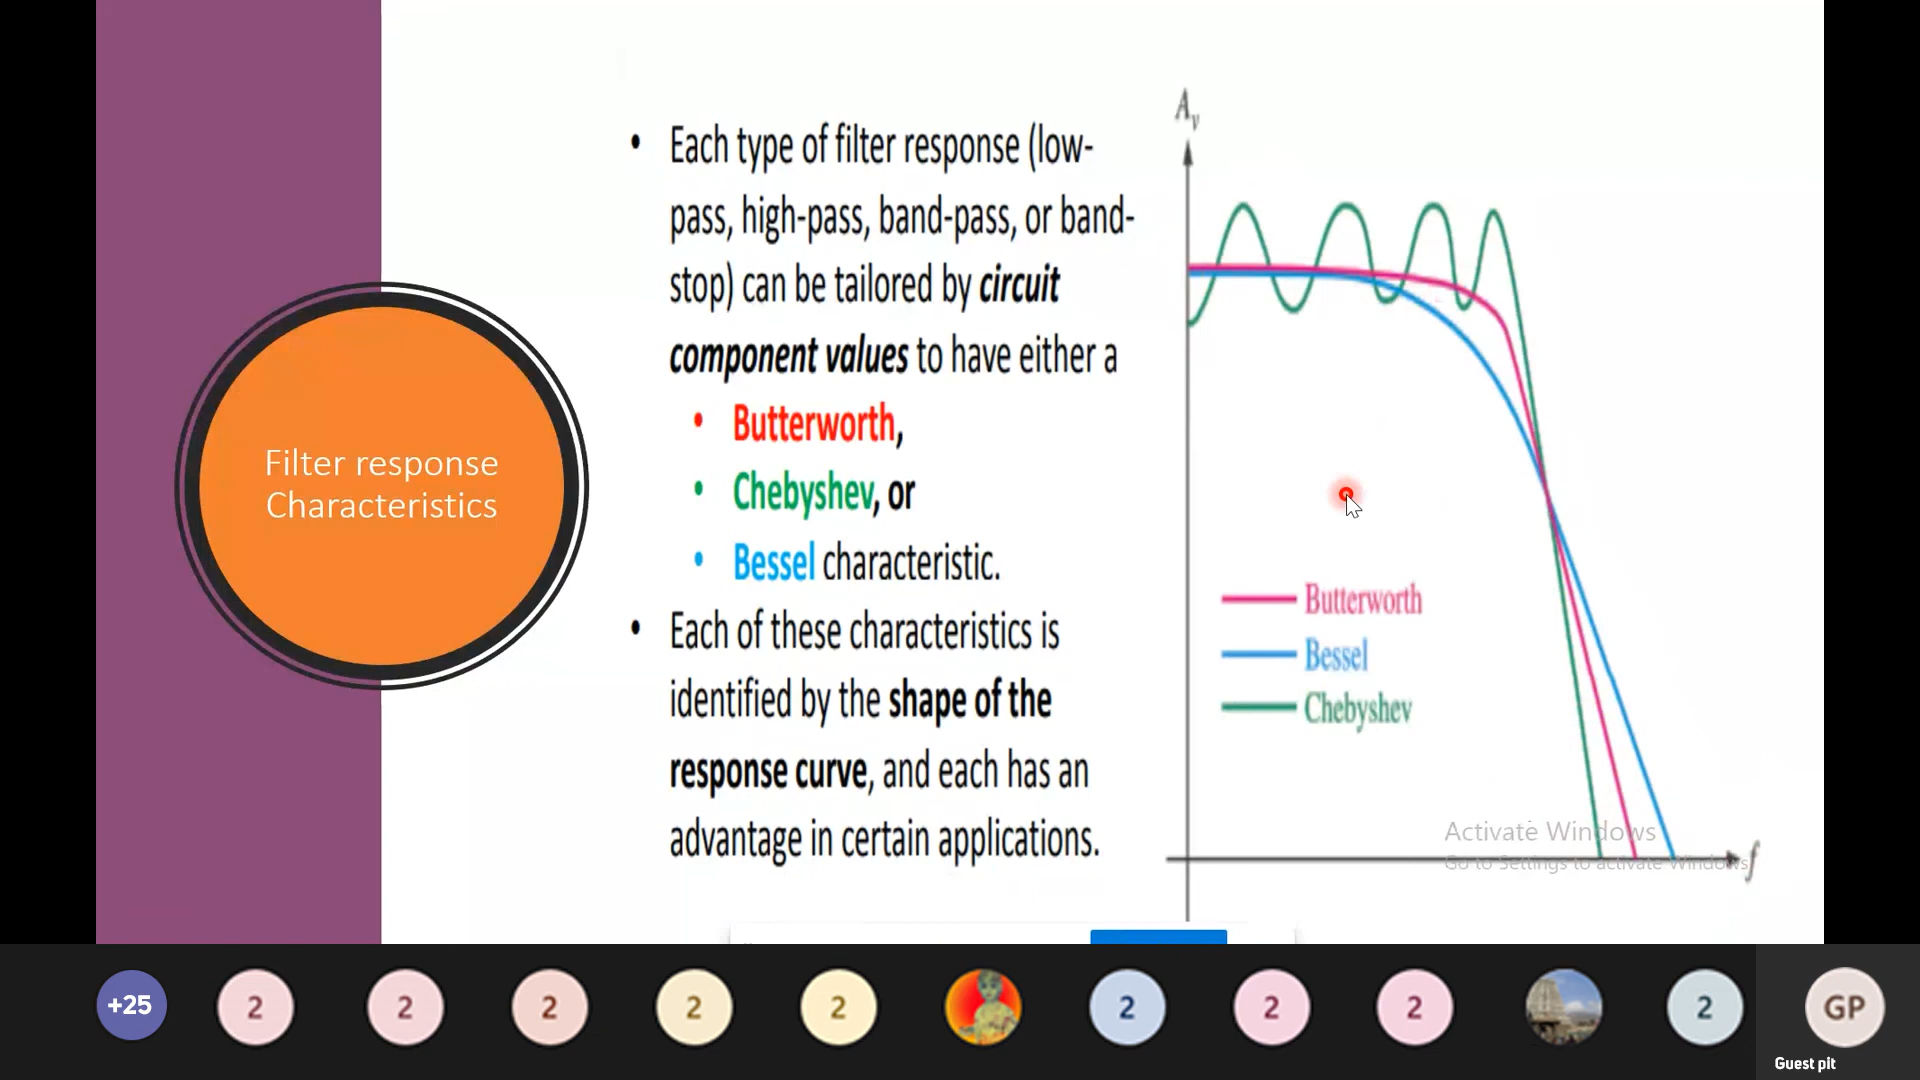 Filter response
Characteristics
• Each type of filter response (low-
pass, high-pass, band-pass, or band-
stop) can be tailored by circuit
component values to have either a
• Butterworth,
• Chebyshev, or
• Bessel characteristic.
• Each of these characteristics is
identified by the shape of the
response curve, and each has an
advantage in certain applications.
Av
Butterworth
Bessel
Chebyshev
f
Activate Windows
Go to Settings to activate Windows
+25
2
2
2
2
2
2
2
2
2
GP
Guest pit